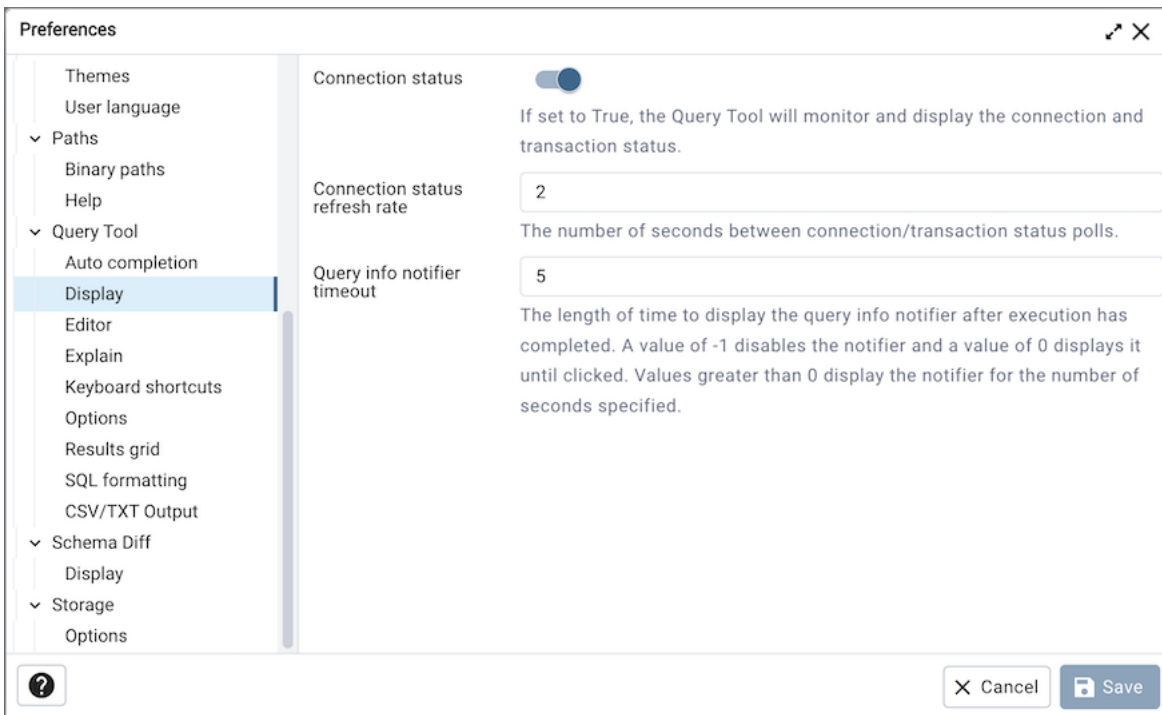 Preferences
Themes
User language
Paths
Binary paths
Help
Query Tool
Auto completion
Display
Editor
Explain
Keyboard shortcuts
Options
Results grid
SQL formatting
CSV/TXT Output
Schema Diff
Display
Storage
Options
Connection status
If set to True, the Query Tool will monitor and display the connection and
transaction status.
Connection status
refresh rate
2
The number of seconds between connection/transaction status polls.
Query info notifier
timeout
5
The length of time to display the query info notifier after execution has
completed. A value of -1 disables the notifier and a value of 0 displays it
until clicked. Values greater than 0 display the notifier for the number of
seconds specified.
?
Cancel
Save